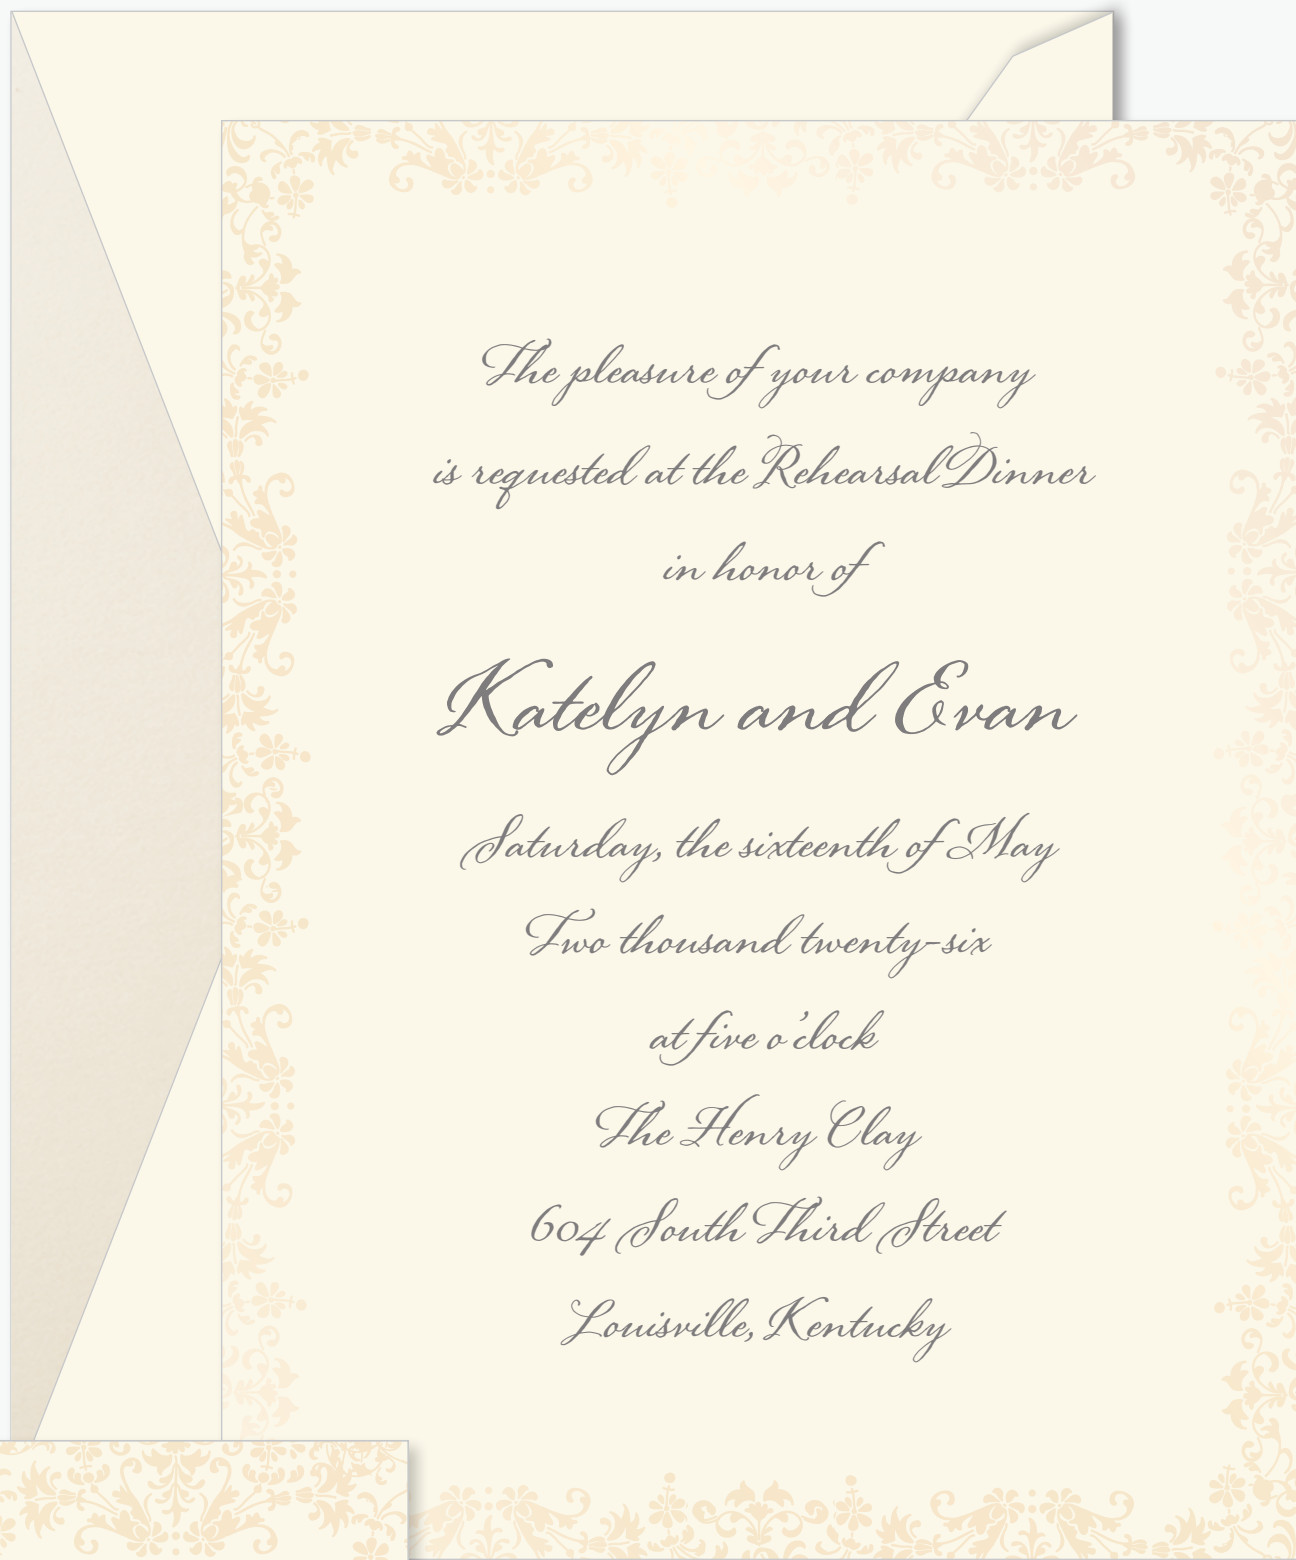 The pleasure of your company
is requested at the Rehearsal Dinner
in honor of
Katelyn and Evan
Saturday, the sixteenth of May
Two thousand twenty-six
at five o'clock
The Henry Clay
604 South Third Street
Louisville, Kentucky